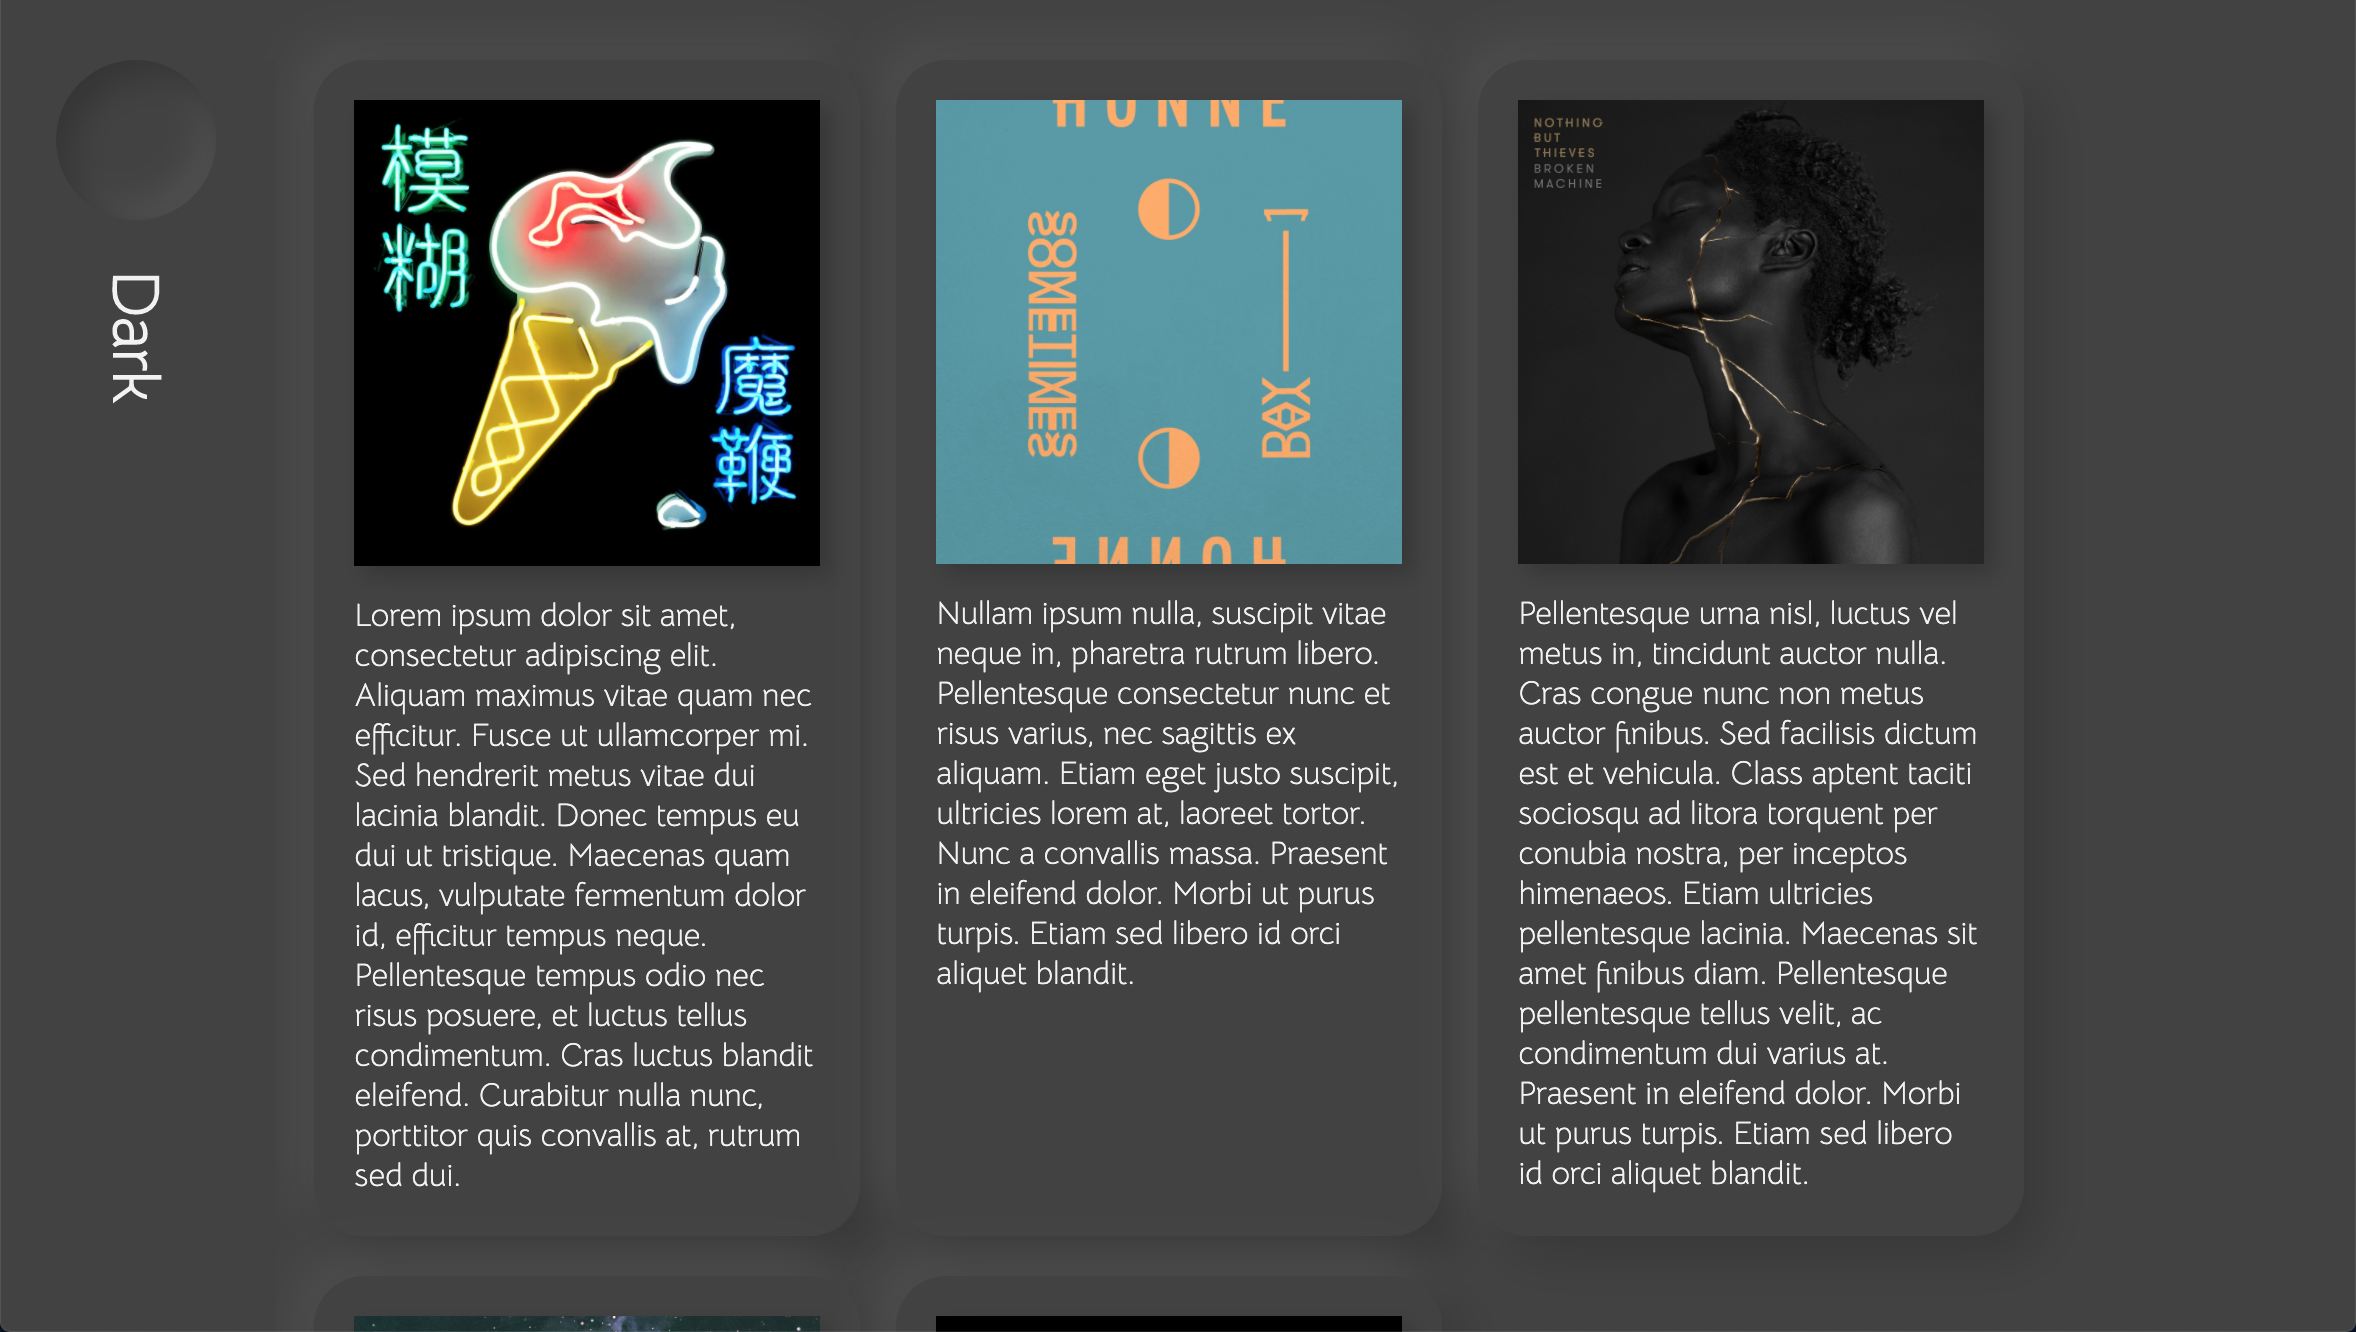 Dark
模
糊
魔
鞭
Lorem ipsum dolor sit amet,
consectetur adipiscing elit.
Aliquam maximus vitae quam nec
efficitur. Fusce ut ullamcorper mi.
Sed hendrerit metus vitae dui
lacinia blandit. Donec tempus eu
dui ut tristique. Maecenas quam
lacus, vulputate fermentum dolor
id, efficitur tempus neque.
Pellentesque tempus odio nec
risus posuere, et luctus tellus
condimentum. Cras luctus blandit
eleifend. Curabitur nulla nunc,
porttitor quis convallis at, rutrum
sed dui.
HONNE
SOMETIMES
BOY — 1
HONNE
Nullam ipsum nulla, suscipit vitae
neque in, pharetra rutrum libero.
Pellentesque consectetur nunc et
risus varius, nec sagittis ex
aliquam. Etiam eget justo suscipit,
ultricies lorem at, laoreet tortor.
Nunc a convallis massa. Praesent
in eleifend dolor. Morbi ut purus
turpis. Etiam sed libero id orci
aliquet blandit.
NOTHING
BUT
THIEVES
BROKEN
MACHINE
Pellentesque urna nisl, luctus vel
metus in, tincidunt auctor nulla.
Cras congue nunc non metus
auctor finibus. Sed facilisis dictum
est et vehicula. Class aptent taciti
sociosqu ad litora torquent per
conubia nostra, per inceptos
himenaeos. Etiam ultricies
pellentesque lacinia. Maecenas sit
amet finibus diam. Pellentesque
pellentesque tellus velit, ac
condimentum dui varius at.
Praesent in eleifend dolor. Morbi
ut purus turpis. Etiam sed libero
id orci aliquet blandit.